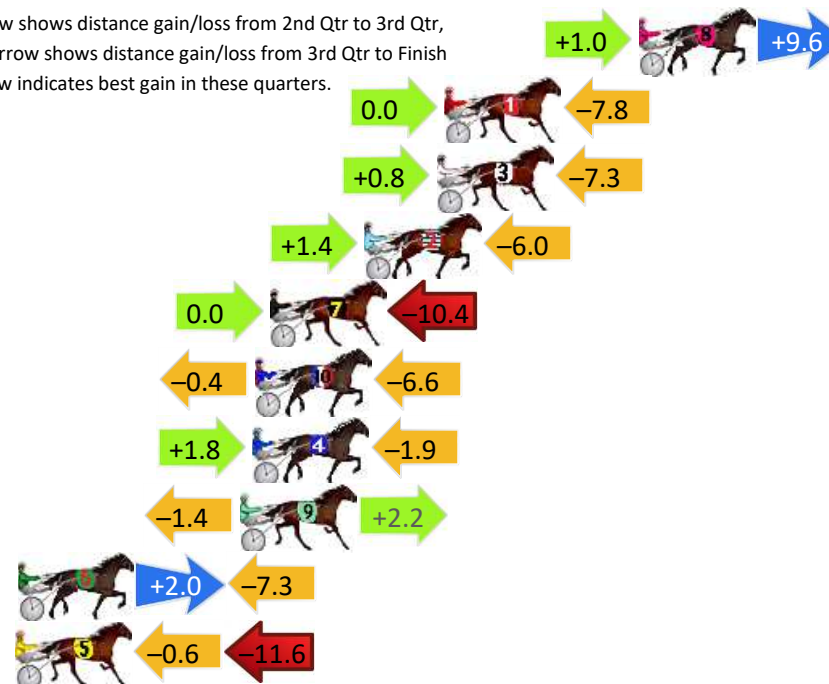 w shows distance gain/loss from 2nd Qtr to 3rd Qtr,
rrow shows distance gain/loss from 3rd Qtr to Finish
w indicates best gain in these quarters.
+1.0 8 +9.6
0.0 1 –7.8
+0.8 3 –7.3
+1.4 2 –6.0
0.0 7 –10.4
–0.4 10 –6.6
+1.8 4 –1.9
–1.4 9 +2.2
6 +2.0 –7.3
5 –0.6 –11.6